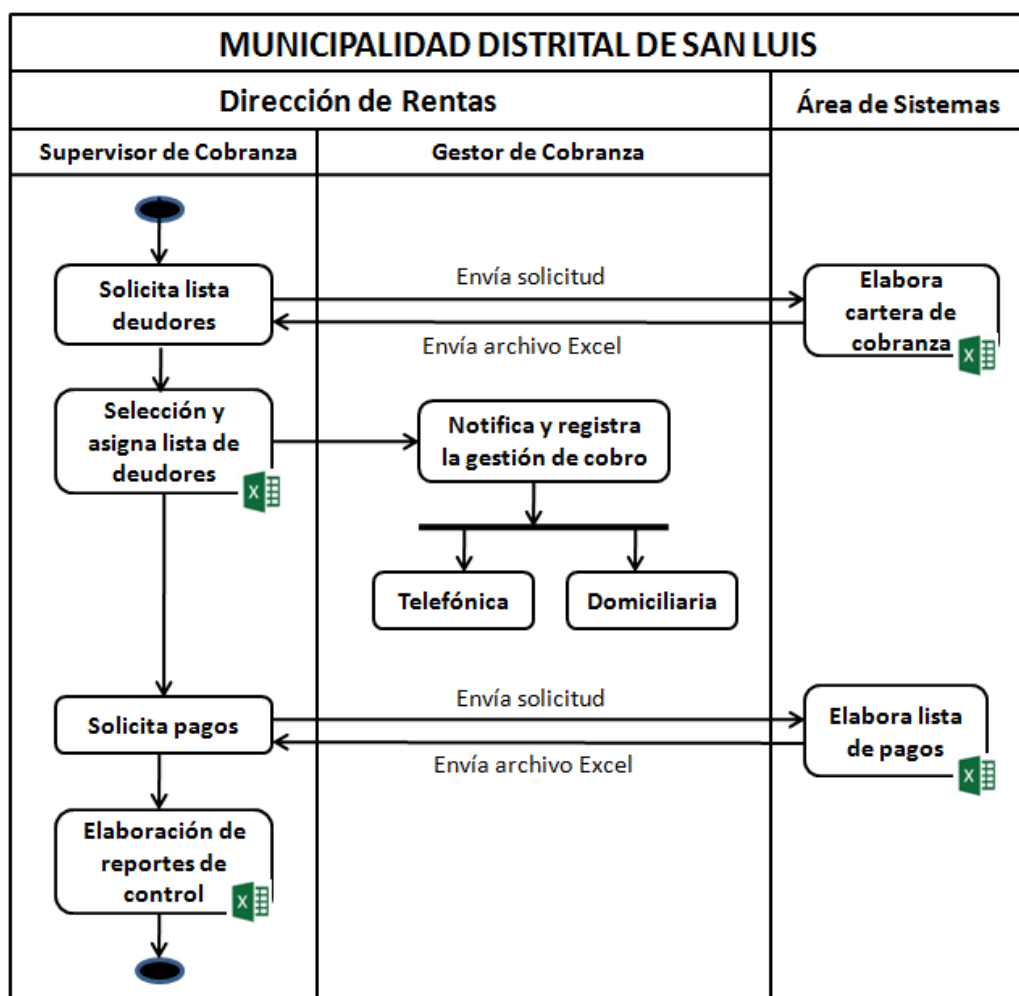 MUNICIPALIDAD DISTRITAL DE SAN LUIS
Dirección de Rentas
Área de Sistemas
Supervisor de Cobranza
Gestor de Cobranza
Solicita lista
deudores
Envía solicitud
Envía archivo Excel
Elabora
cartera de
cobranza
Selección y
asigna lista de
deudores
Notifica y registra
la gestión de cobro
Telefónica
Domiciliaria
Solicita pagos
Envía solicitud
Envía archivo Excel
Elabora lista
de pagos
Elaboración de
reportes de
control